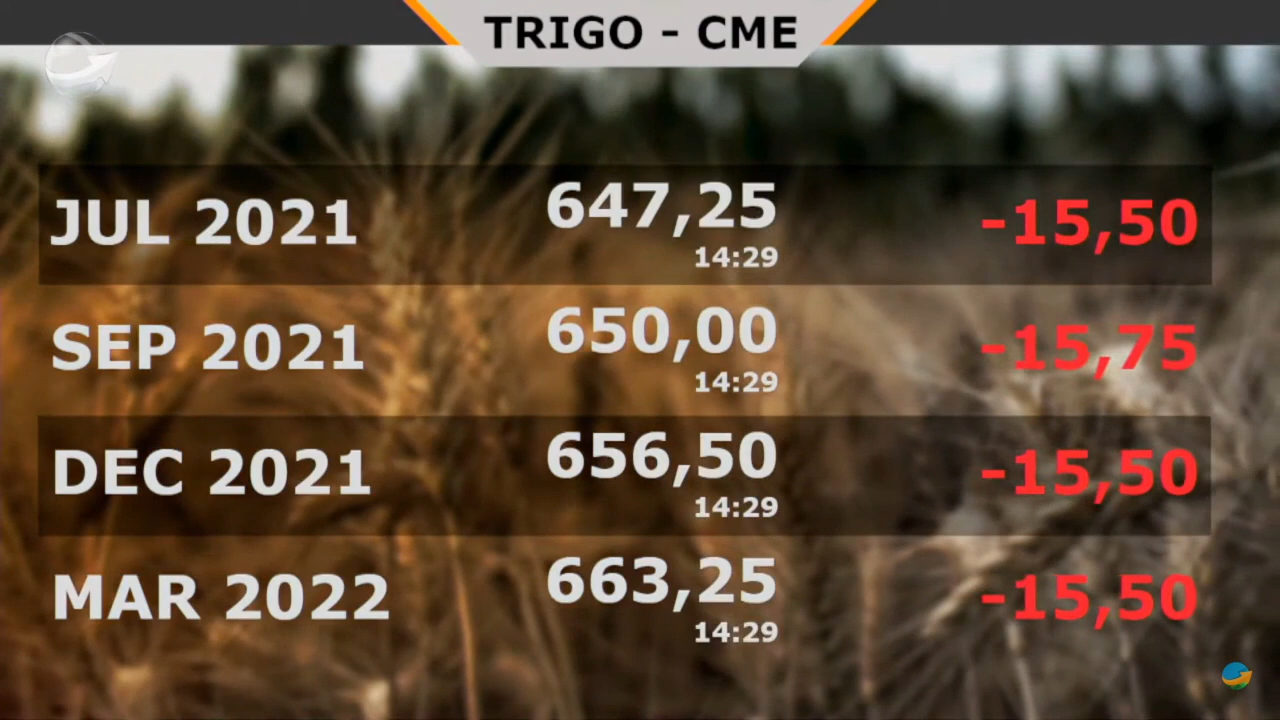 TRIGO - CME
JUL 2021 647,25 -15,50
14:29
SEP 2021 650,00 -15,75
14:29
DEC 2021 656,50 -15,50
14:29
MAR 2022 663,25 -15,50
14:29